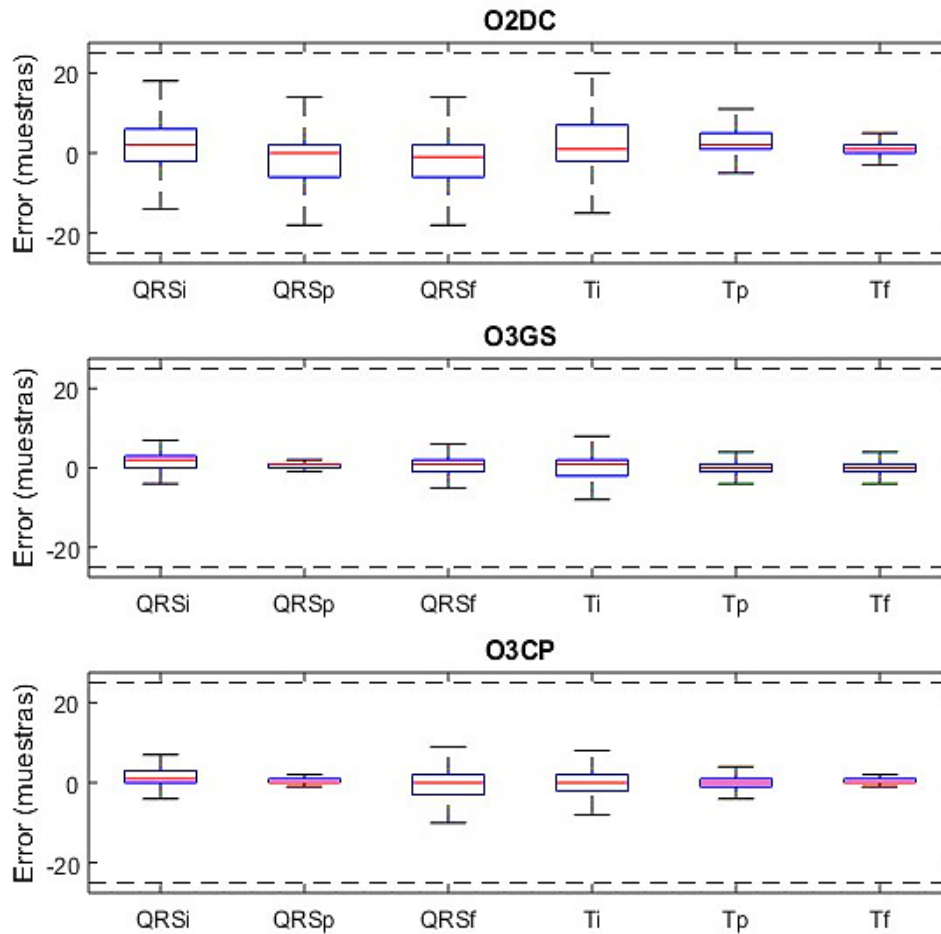 O2DC
Error (muestras)
20
0
-20
QRSi QRSp QRSf Ti Tp Tf
O3GS
Error (muestras)
20
0
-20
QRSi QRSp QRSf Ti Tp Tf
O3CP
Error (muestras)
20
0
-20
QRSi QRSp QRSf Ti Tp Tf